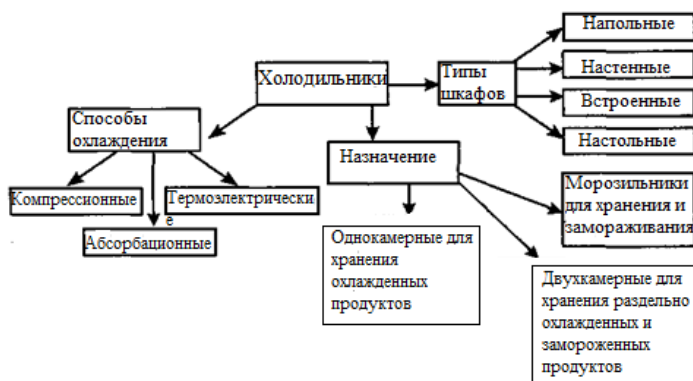 Холодильники
Типы
шкафов
Напольные
Настенные
Встроенные
Настольные
Способы
охлаждения
Компрессионные
Термоэлектрически
е
Абсорбационные
Назначение
Однокамерные для
хранения
охлажденных
продуктов
Морозильники
для хранения и
замораживания
Двухкамерные для
хранения раздельно
охлажденных и
замороженных
продуктов